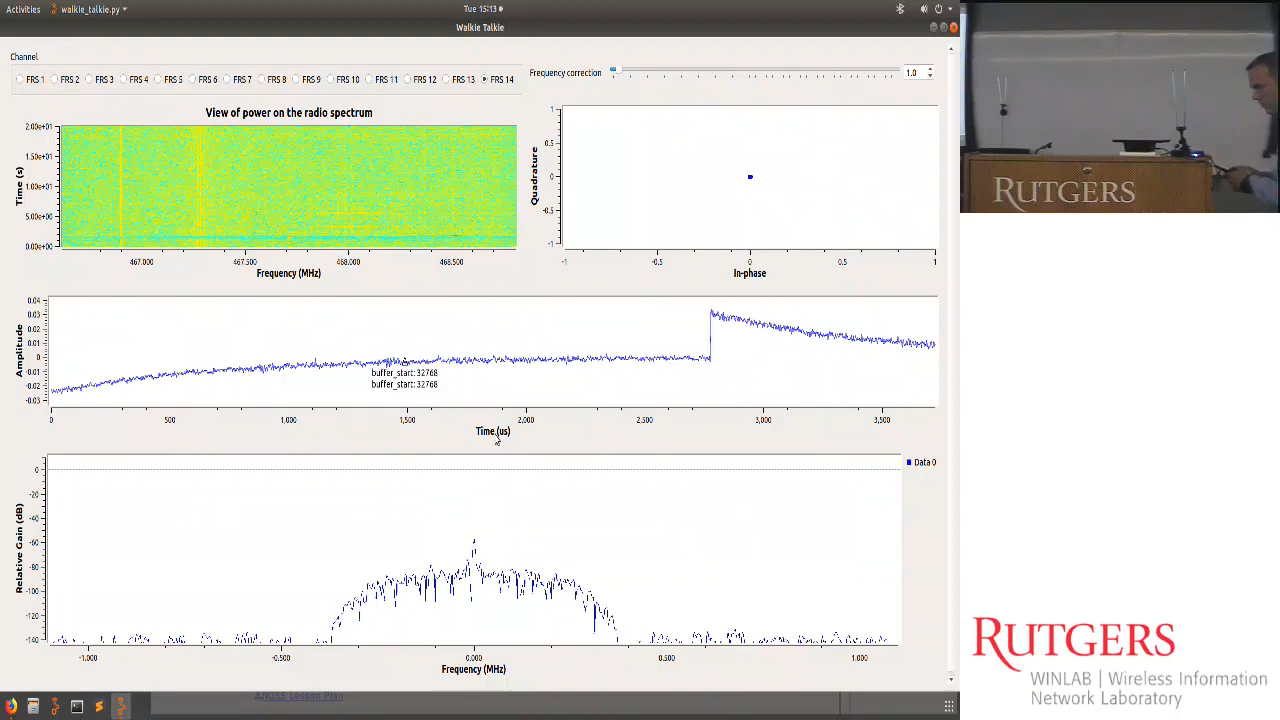 Activities walkie_talkie.py Tue 15:13
Walkie Talkie
Channel
FRS 1 FRS 2 FRS 3 FRS 4 FRS 5 FRS 6 FRS 7 FRS 8 FRS 9 FRS 10 FRS 11 FRS 12 FRS 13 FRS 14
Frequency correction 1.0
View of power on the radio spectrum
2.00e+01
1.50e+01
1.00e+01
5.00e+00
0.00e+00
Time (s)
467.000 467.500 468.000 468.500
Frequency (MHz)
1
0.5
0
-0.5
-1
Quadrature
-1 -0.5 0 0.5 1
In-phase
0.04
0.03
0.02
0.01
0
-0.01
-0.02
-0.03
Amplitude
buffer_start: 32768
buffer_start: 32768
0 500 1,000 1,500 2,000 2,500 3,000 3,500
Time (us)
0
-20
-40
-60
-80
-100
-120
-140
Relative Gain (dB)
Data 0
-1.000 -0.500 0.000 0.500 1.000
Frequency (MHz)
NGSS Lesson Plan
RUTGERS
RUTGERS
WINLAB | Wireless Information
Network Laboratory